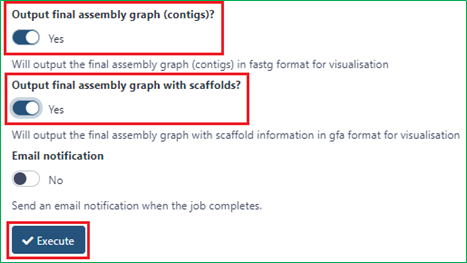 Output final assembly graph (contigs)?
Yes
Will output the final assembly graph (contigs) in fastg format for visualisation
Output final assembly graph with scaffolds?
Yes
Will output the final assembly graph with scaffold information in gfa format for visualisation
Email notification
No
Send an email notification when the job completes.
Execute